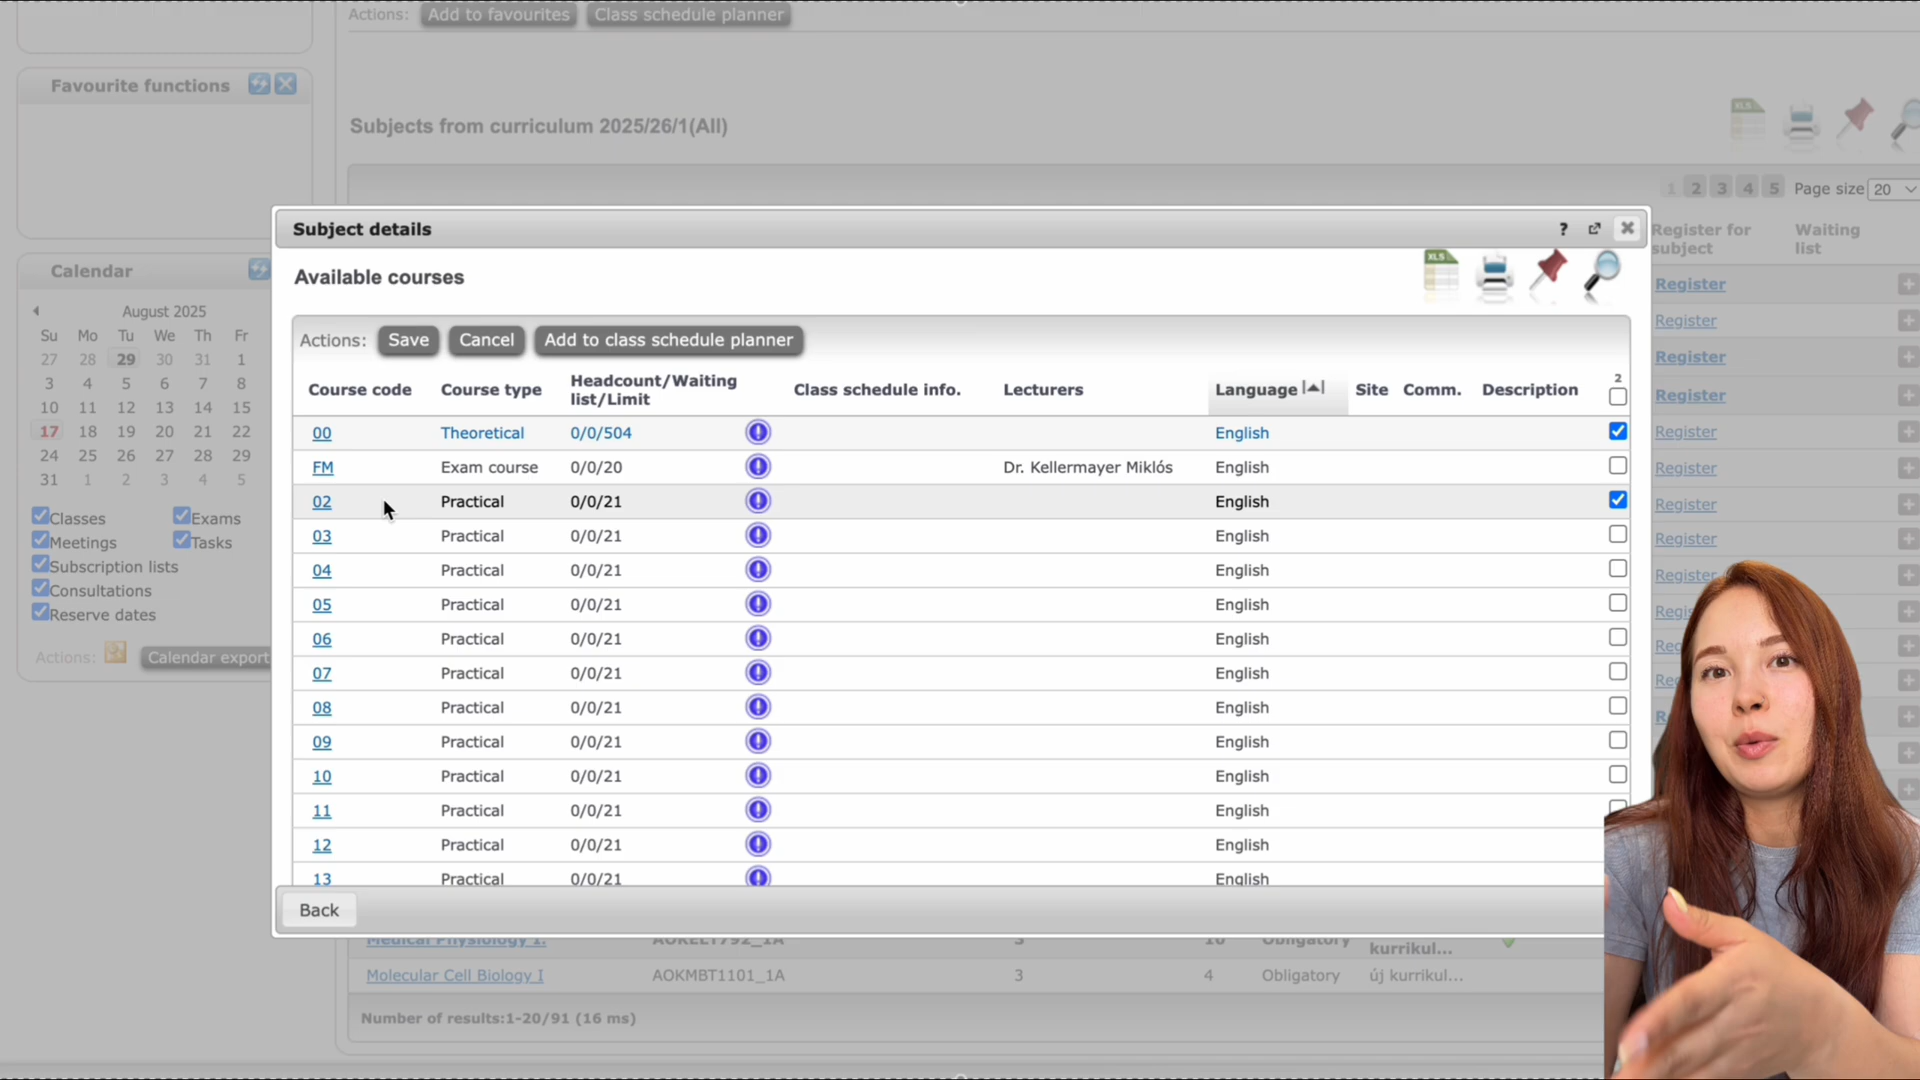 Actions: Add to favourites Class schedule planner
Favourite functions
Subjects from curriculum 2025/26/1(All)
XLS
1 2 3 4 5 Page size 20
Register for subject
Waiting list
Calendar
August 2025
Su Mo Tu We Th Fr
27 28 29 30 31 1
3 4 5 6 7 8
10 11 12 13 14 15
17 18 19 20 21 22
24 25 26 27 28 29
31 1 2 3 4 5
Classes Exams
Meetings Tasks
Subscription lists
Consultations
Reserve dates
Actions: Calendar export
Subject details ?
Available courses
XLS
Actions: Save Cancel Add to class schedule planner
Course code Course type Headcount/Waiting list/Limit Class schedule info. Lecturers Language Site Comm. Description 2
00 Theoretical 0/0/504 English
FM Exam course 0/0/20 Dr. Kellermayer Miklós English
02 Practical 0/0/21 English
03 Practical 0/0/21 English
04 Practical 0/0/21 English
05 Practical 0/0/21 English
06 Practical 0/0/21 English
07 Practical 0/0/21 English
08 Practical 0/0/21 English
09 Practical 0/0/21 English
10 Practical 0/0/21 English
11 Practical 0/0/21 English
12 Practical 0/0/21 English
13 Practical 0/0/21 English
Back
Register
Register
Register
Register
Register
Register
Register
Register
Register
Medical Physiology I. 3 10 Obligatory kurrikul...
Molecular Cell Biology I AOKMBT1101_1A 3 4 Obligatory új kurrikul...
Number of results:1-20/91 (16 ms)